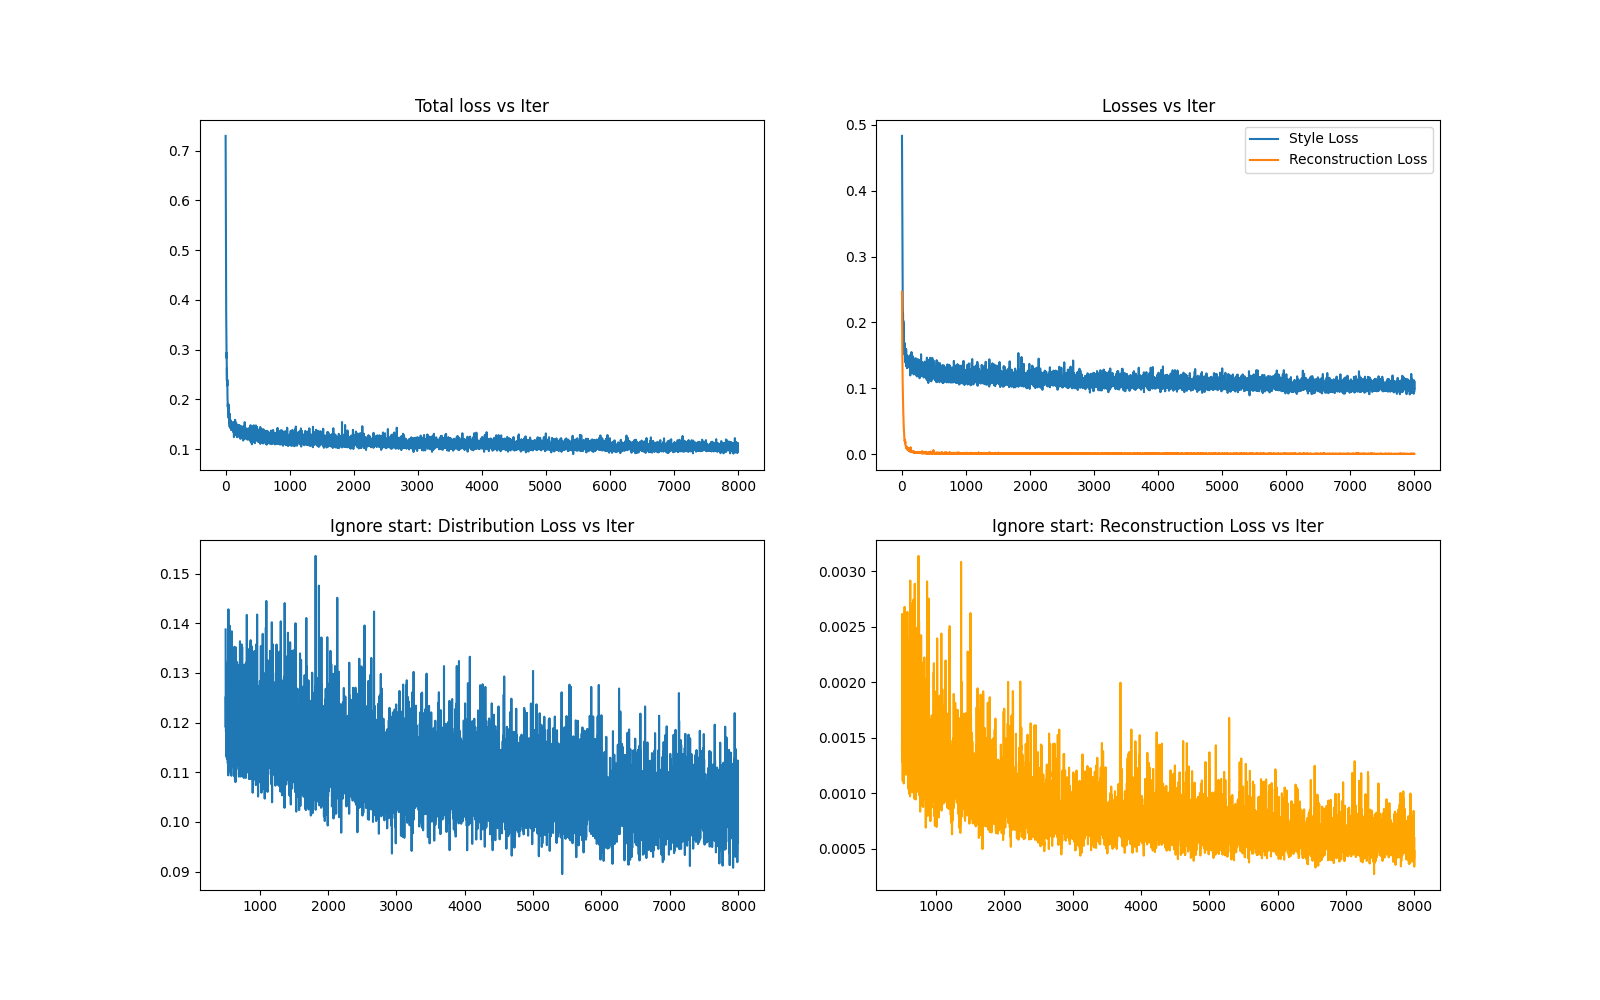 Total loss vs Iter
0.7
0.6
0.5
0.4
0.3
0.2
0.1
0 1000 2000 3000 4000 5000 6000 7000 8000
Losses vs Iter
Style Loss
Reconstruction Loss
0.5
0.4
0.3
0.2
0.1
0.0
0 1000 2000 3000 4000 5000 6000 7000 8000
Ignore start: Distribution Loss vs Iter
0.15
0.14
0.13
0.12
0.11
0.10
0.09
1000 2000 3000 4000 5000 6000 7000 8000
Ignore start: Reconstruction Loss vs Iter
0.0030
0.0025
0.0020
0.0015
0.0010
0.0005
1000 2000 3000 4000 5000 6000 7000 8000